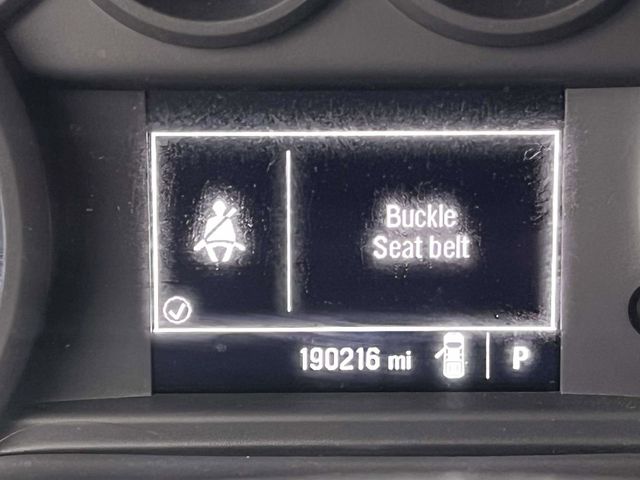 Buckle
Seat belt
190216 mi
P